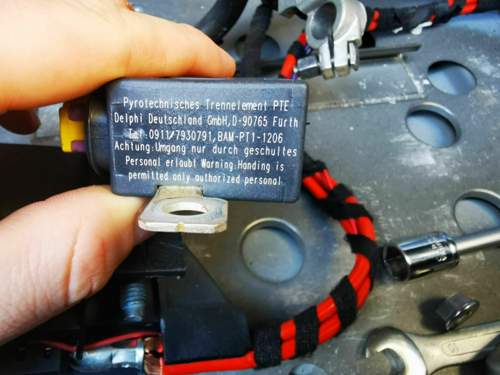 Pyrotechnisches Trennelement PTE
Delphi Deutschland GmbH,D-90765 Fürth
Tel.0911/7930791,BAM-PT1-1206
Achtung:Umgang nur durch geschultes
Personal erlaubt Warning:Handing is
permitted only authorized personal